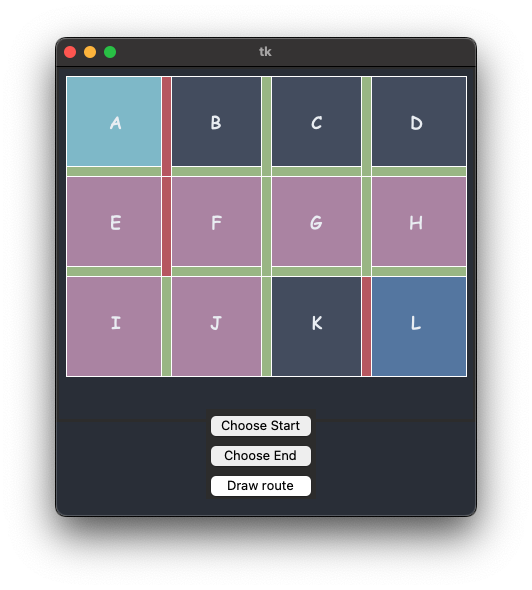 tk
A B C D
E F G H
I J K L
Choose Start
Choose End
Draw route